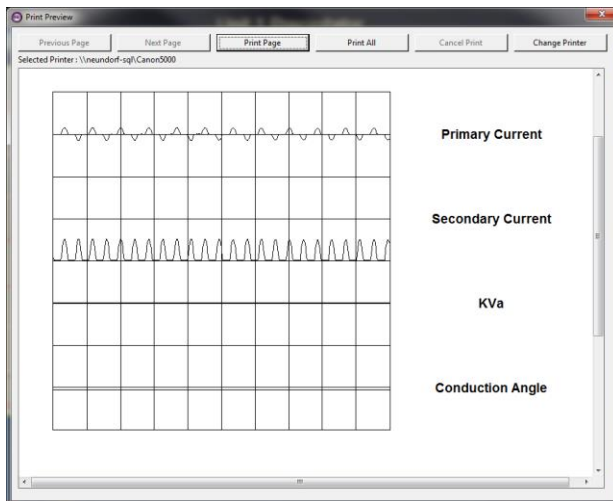 Print Preview
Previous Page Next Page Print Page Print All Cancel Print Change Printer
Selected Printer : \\neundorf-sql\Canon5000
Primary Current
Secondary Current
KVa
Conduction Angle